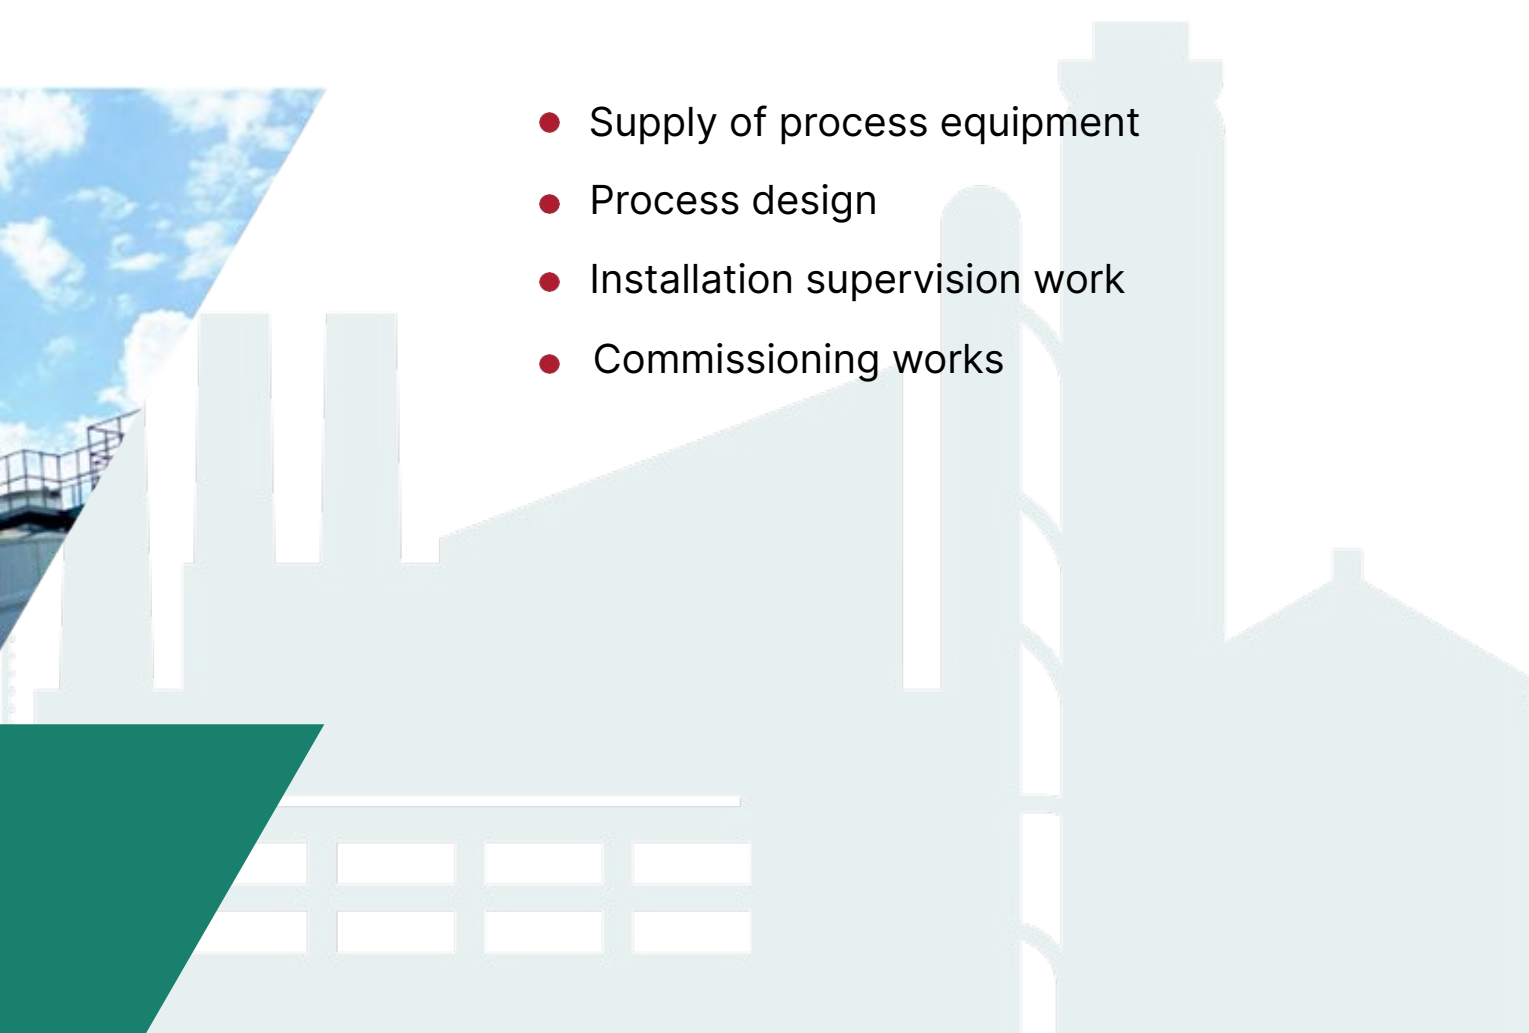 Supply of process equipment
Process design
Installation supervision work
Commissioning works